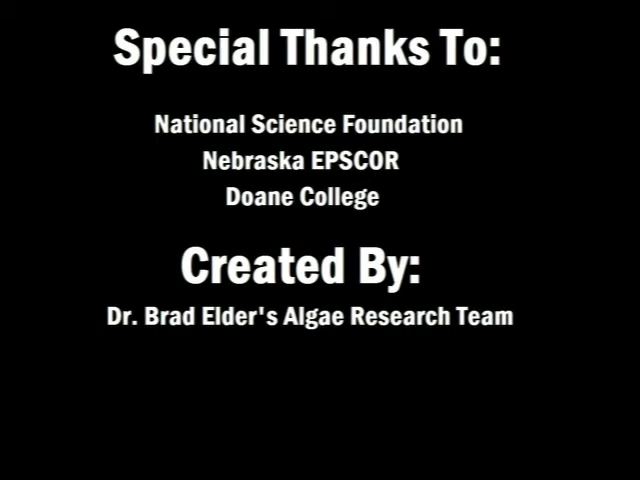 Special Thanks To:
National Science Foundation
Nebraska EPSCOR
Doane College
Created By:
Dr. Brad Elder's Algae Research Team